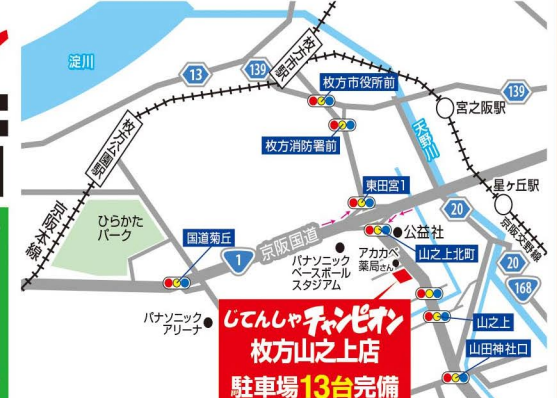 淀川
13
139
枚方市駅
枚方市役所前
139
宮之阪駅
枚方公園駅
枚方消防署前
天野川
京阪本線
ひらかた
パーク
東田宮1
星ヶ丘駅
20
京阪交野線
国道菊丘
京阪国道
1
公益社
山之上北町
パナソニック
ベースボール
スタジアム
アカカベ
薬局さん
20
168
パナソニック
アリーナ
じてんしゃチャンピオン
枚方山之上店
駐車場13台完備
山之上
山田神社口